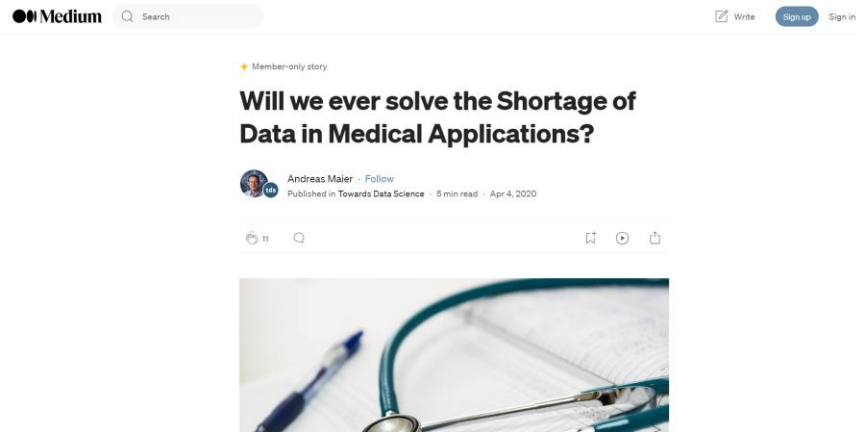 Medium
Search
Write
Sign up
Sign in
Member-only story
Will we ever solve the Shortage of
Data in Medical Applications?
Andreas Maier · Follow
tds
Published in Towards Data Science · 5 min read · Apr 4, 2020
11